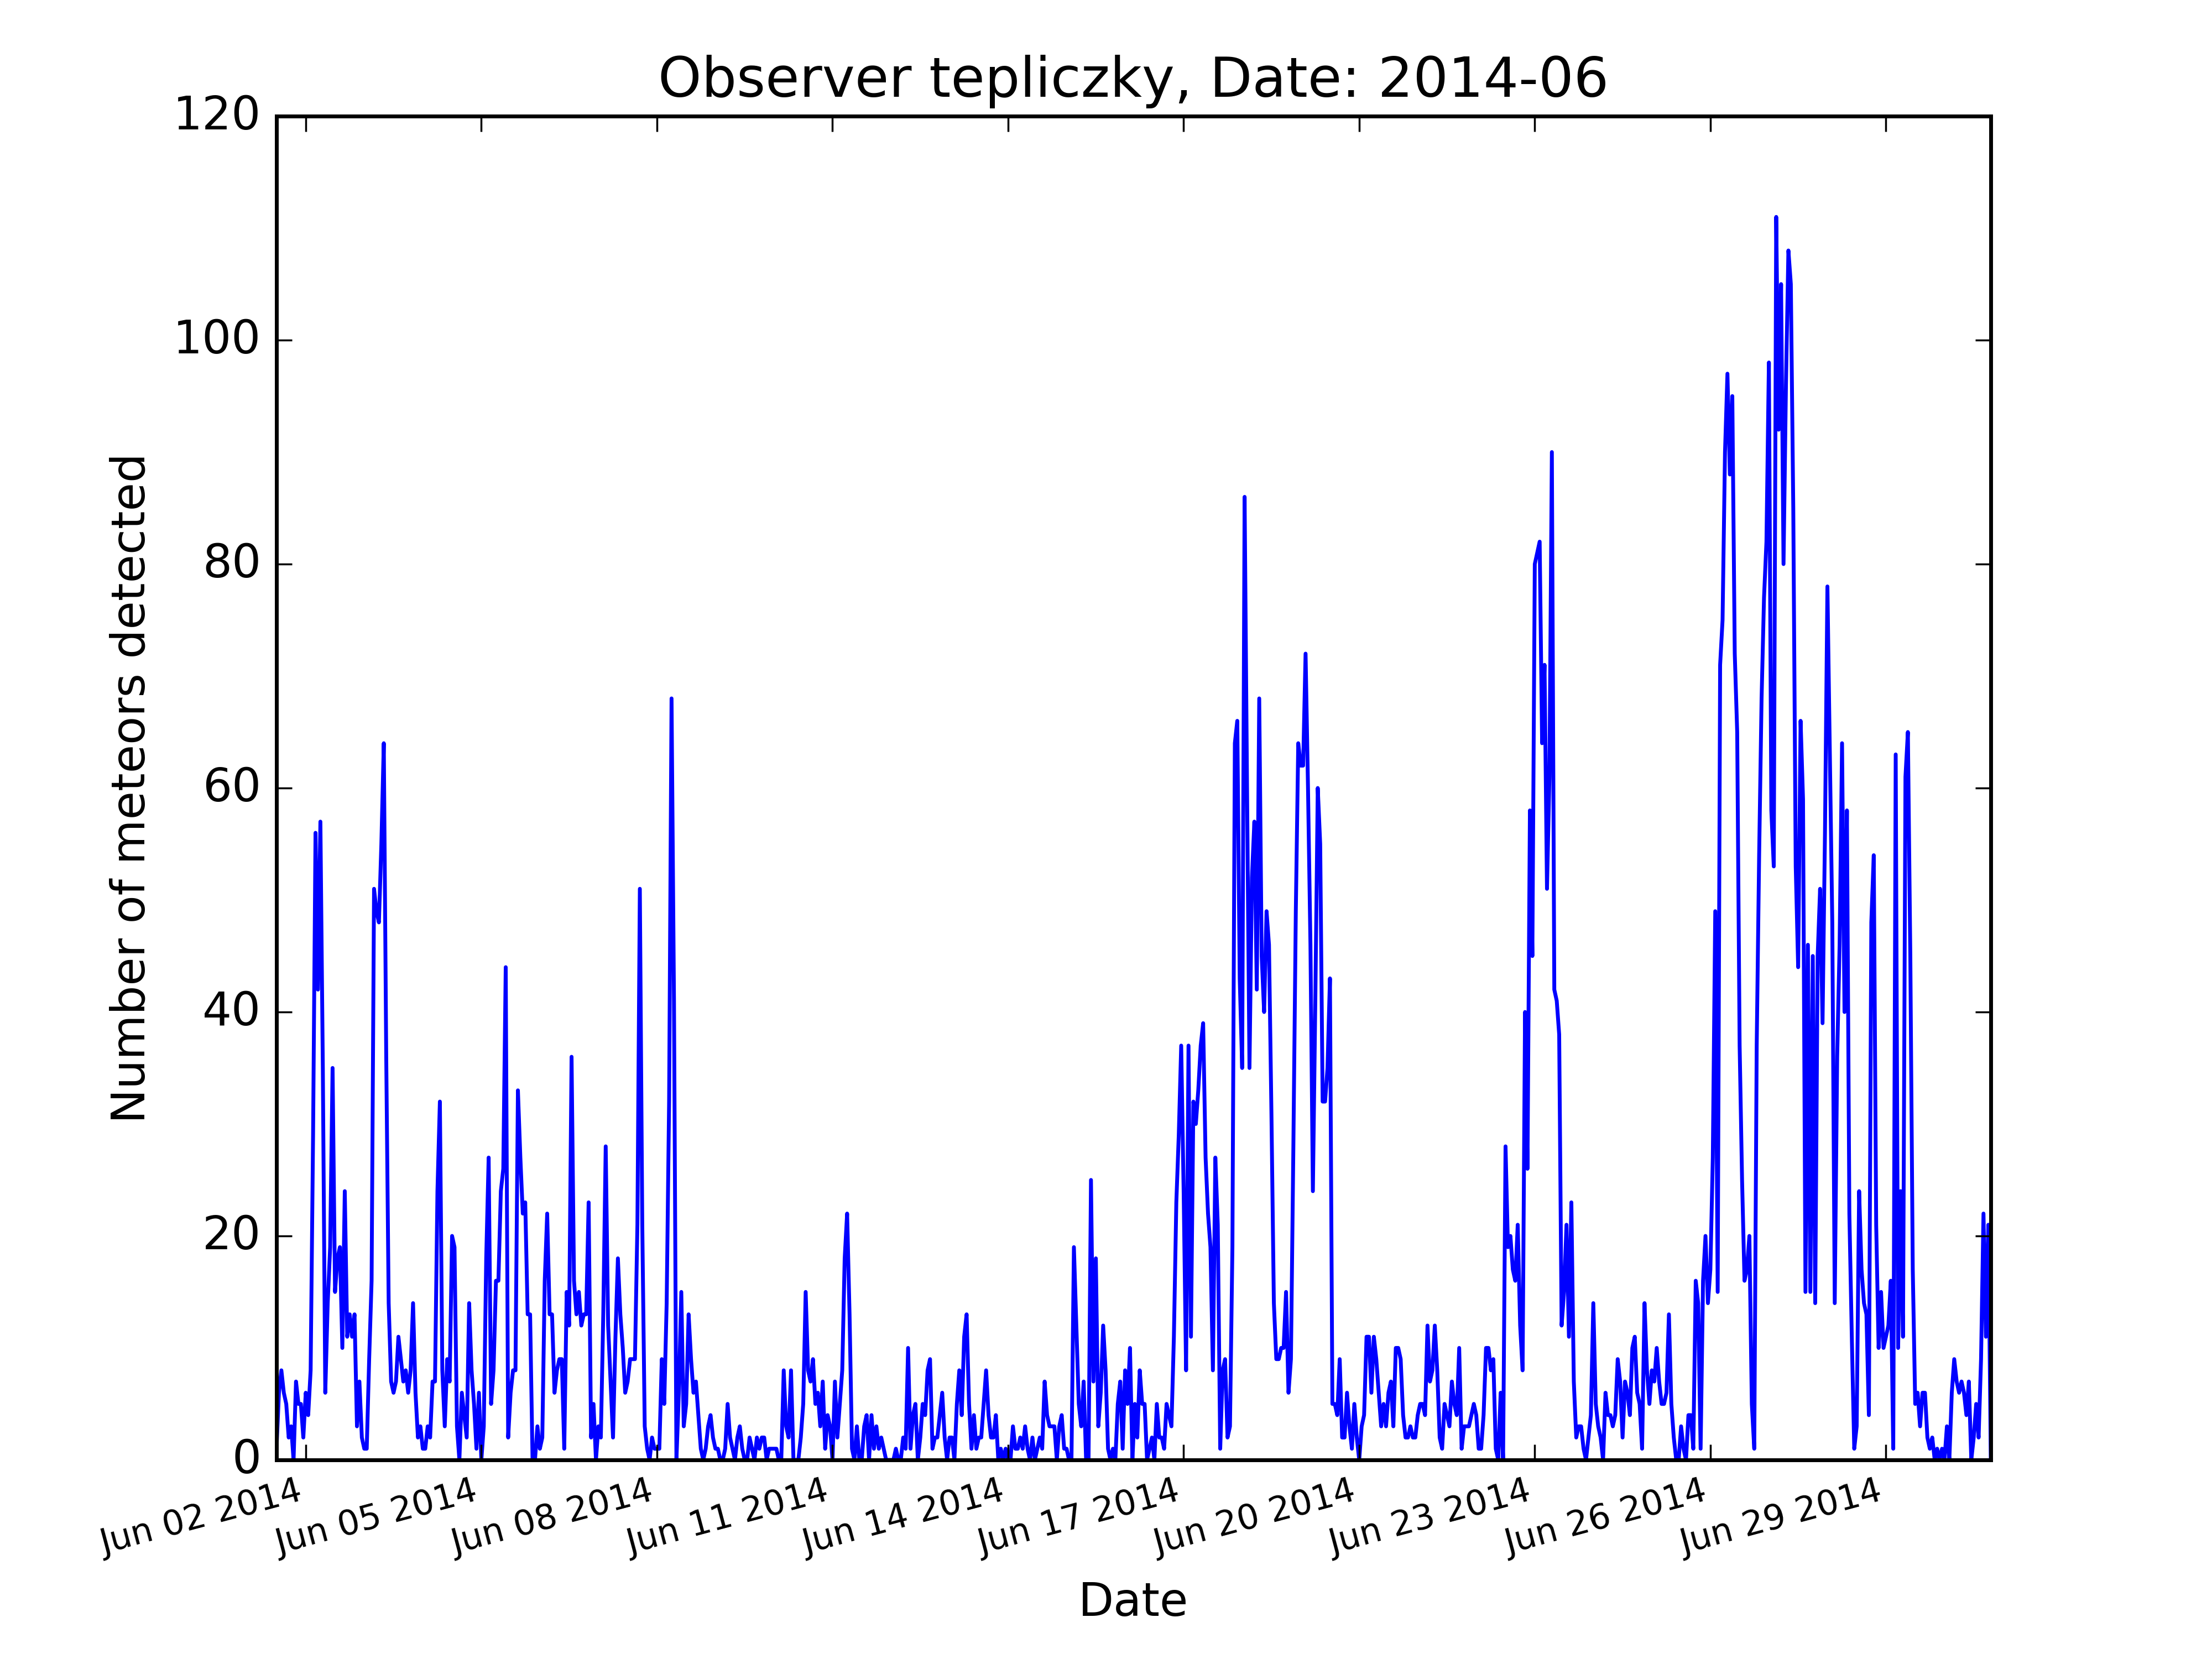 Observer tepliczky, Date: 2014-06
120
100
80
60
40
20
0
Number of meteors detected
Jun 02 2014
Jun 05 2014
Jun 08 2014
Jun 11 2014
Jun 14 2014
Jun 17 2014
Jun 20 2014
Jun 23 2014
Jun 26 2014
Jun 29 2014
Date